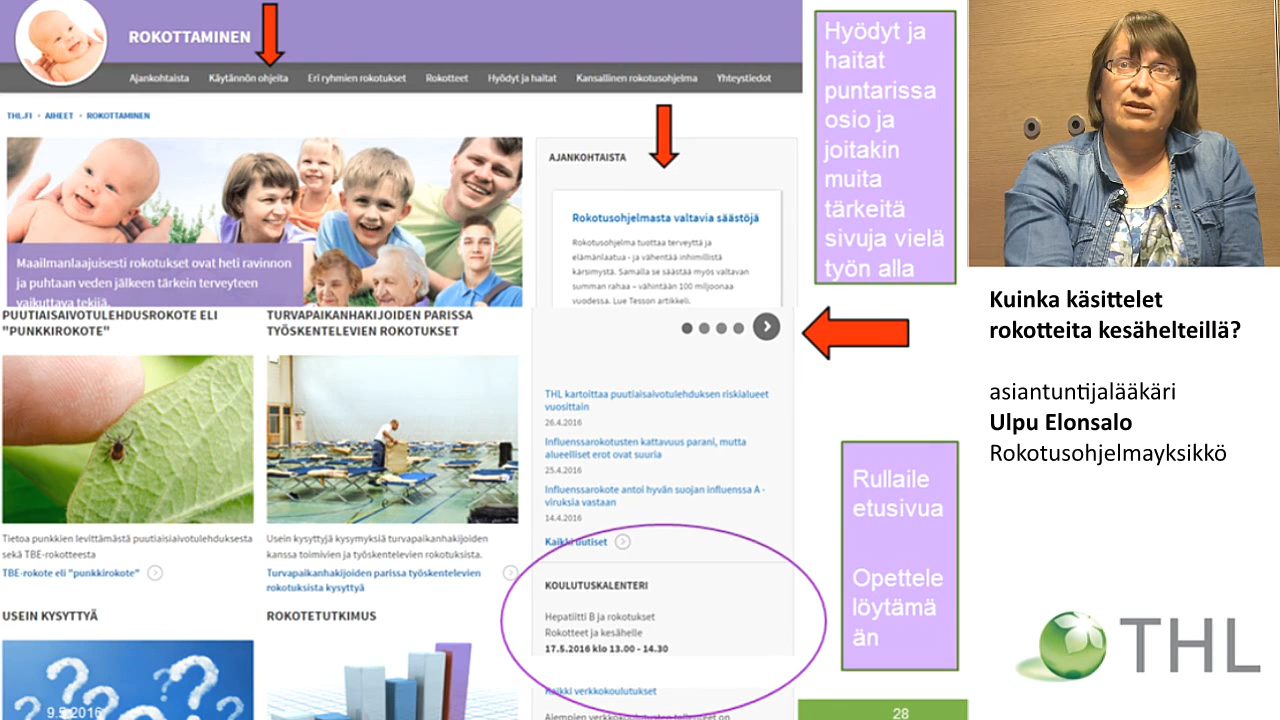 ROKOTTAMINEN
Ajankohtaista
Käytännön ohjeita
Eri ryhmien rokotukset
Rokotteet
Hyödyt ja haitat
Kansallinen rokotusohjelma
Yhteystiedot
THL.FI › AIHEET › ROKOTTAMINEN
Maailmanlaajuisesti rokotukset ovat heti ravinnon
ja puhtaan veden jälkeen tärkein terveyteen
vaikuttava tekijä.
AJANKOHTAISTA
Rokotusohjelmasta valtavia säästöjä
Rokotusohjelma tuottaa terveyttä ja
elämänlaatua - ja vähentää inhimillistä
kärsimystä. Samalla se säästää myös valtavan
summan rahaa – vähintään 100 miljoonaa
vuodessa. Lue Tesson artikkeli.
PUUTIAISAIVOTULEHDUSROKOTE ELI
"PUNKKIROKOTE"
Tietoa punkkien levittämästä puutiaisaivotulehduksesta
sekä TBE-rokotteesta
TBE-rokote eli "punkkirokote"
TURVAPAIKANHAKIJOIDEN PARISSA
TYÖSKENTELEVIEN ROKOTUKSET
Usein kysyttyjä kysymyksiä turvapaikanhakijoiden
kanssa toimivien ja työskentelevien rokotuksista.
Turvapaikanhakijoiden parissa työskentelevien
rokotuksista kysyttyä
THL kartoittaa puutiaisaivotulehduksen riskialueet
vuosittain
26.4.2016
Influenssarokotusten kattavuus parani, mutta
alueelliset erot ovat suuria
25.4.2016
Influenssarokote antoi hyvän suojan influenssa A -
viruksia vastaan
14.4.2016
Kaikki uutiset
KOULUTUSKALENTERI
Hepatiitti B ja rokotukset
Rokotteet ja kesähelle
17.5.2016 klo 13.00 - 14.30
Kaikki verkkokoulutukset
Aiempien verkkokoulutusten tallenteet on
USEIN KYSYTTYÄ
ROKOTETUTKIMUS
9.5.2016
28
Hyödyt ja
haitat
puntarissa
osio ja
joitakin
muita
tärkeitä
sivuja vielä
työn alla
Rullaile
etusivua
Opettele
löytämä
än
Kuinka käsittelet
rokotteita kesähelteillä?
asiantuntijalääkäri
Ulpu Elonsalo
Rokotusohjelmayksikkö
THL